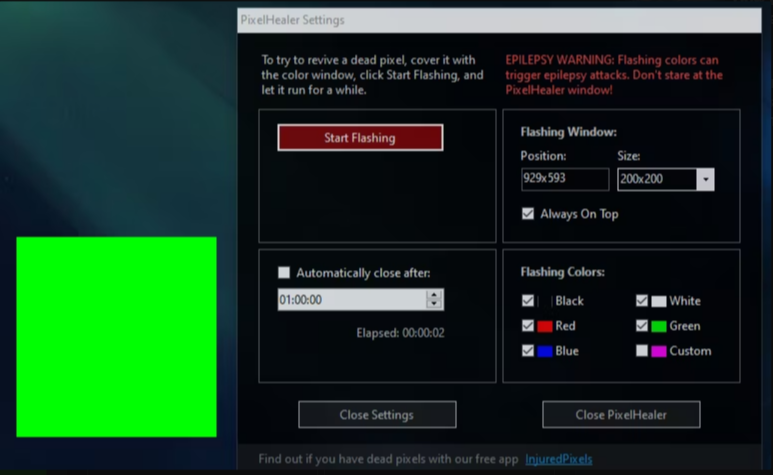 PixelHealer Settings
To try to revive a dead pixel, cover it with
the color window, click Start Flashing, and
let it run for a while.
EPILEPSY WARNING: Flashing colors can
trigger epilepsy attacks. Don't stare at the
PixelHealer window!
Start Flashing
Flashing Window:
Position:
Size:
929x593
200x200
Always On Top
Automatically close after:
01:00:00
Elapsed: 00:00:02
Flashing Colors:
Black
White
Red
Green
Blue
Custom
Close Settings
Close PixelHealer
Find out if you have dead pixels with our free app InjuredPixels